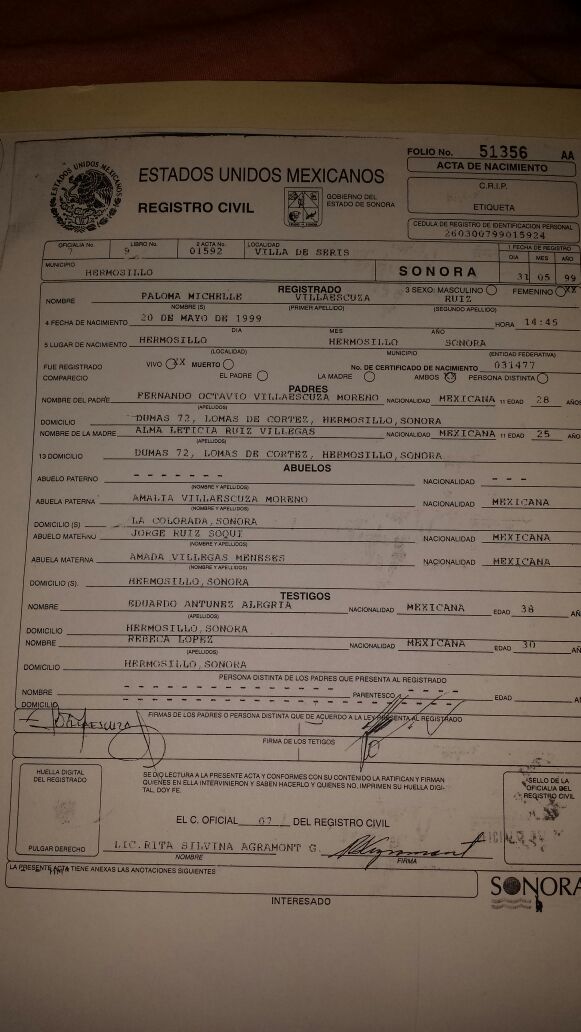 FOLIO No. 51356 AA
ACTA DE NACIMIENTO
ESTADOS UNIDOS MEXICANOS
ESTADOS UNIDOS MEXICANOS
C.R.I.P.
REGISTRO CIVIL
GOBIERNO DEL
ESTADO DE SONORA
ETIQUETA
CEDULA DE REGISTRO DE IDENTIFICACION PERSONAL
260300799015924
OFICIALIA No. LIBRO No. 2 ACTA No. LOCALIDAD 1 FECHA DE REGISTRO
9 01592 VILLA DE SERIS DIA MES AÑO
MUNICIPIO
HERMOSILLO SONORA 31 05 99
REGISTRADO 3 SEXO: MASCULINO FEMENINO XX
NOMBRE PALOMA MICHELLE VILLAESCUZA RUIZ
NOMBRE (S) (PRIMER APELLIDO) (SEGUNDO APELLIDO)
4 FECHA DE NACIMIENTO 20 DE MAYO DE 1999 HORA 14:45
DIA MES AÑO
5 LUGAR DE NACIMIENTO HERMOSILLO HERMOSILLO SONORA
(LOCALIDAD) MUNICIPIO (ENTIDAD FEDERATIVA)
FUE REGISTRADO VIVO XX MUERTO No. DE CERTIFICADO DE NACIMIENTO 031477
COMPARECIO EL PADRE LA MADRE AMBOS XX PERSONA DISTINTA
PADRES
NOMBRE DEL PADRE FERNANDO OCTAVIO VILLAESCUZA MORENO NACIONALIDAD MEXICANA 11 EDAD 28 AÑOS
(APELLIDOS)
DOMICILIO DUMAS 72, LOMAS DE CORTEZ, HERMOSILLO, SONORA
NOMBRE DE LA MADRE ALMA LETICIA RUIZ VILLEGAS NACIONALIDAD MEXICANA 11 EDAD 25 AÑO
(APELLIDOS)
13 DOMICILIO DUMAS 72, LOMAS DE CORTEZ, HERMOSILLO, SONORA
ABUELOS
ABUELO PATERNO - - - - - - - NACIONALIDAD - - -
(NOMBRE Y APELLIDOS)
ABUELA PATERNA AMALIA VILLAESCUZA MORENO NACIONALIDAD MEXICANA
(NOMBRE Y APELLIDOS)
DOMICILIO (S) LA COLORADA, SONORA
ABUELO MATERNO JORGE RUIZ SOQUI NACIONALIDAD MEXICANA
(NOMBRE Y APELLIDOS)
ABUELA MATERNA AMADA VILLEGAS MENESES NACIONALIDAD MEXICANA
(NOMBRE Y APELLIDOS)
DOMICILIO (S). HERMOSILLO, SONORA
TESTIGOS
NOMBRE EDUARDO ANTUNEZ ALEGRIA NACIONALIDAD MEXICANA EDAD 38 AÑ
(APELLIDOS)
DOMICILIO HERMOSILLO, SONORA
NOMBRE REBECA LOPEZ NACIONALIDAD MEXICANA EDAD 30 AÑ
(APELLIDOS)
DOMICILIO HERMOSILLO, SONORA
PERSONA DISTINTA DE LOS PADRES QUE PRESENTA AL REGISTRADO
NOMBRE - - - - - - - - - - PARENTESCO - - - - EDAD AÑ
DOMICILIO - - - - - - - - - -
FIRMAS DE LOS PADRES O PERSONA DISTINTA QUE DE ACUERDO A LA LEY PRESENTA AL REGISTRADO
FIRMA DE LOS TETIGOS
HUELLA DIGITAL
DEL REGISTRADO
SE DIO LECTURA A LA PRESENTE ACTA Y CONFORMES CON SU CONTENIDO LA RATIFICAN Y FIRMAN
QUIENES EN ELLA INTERVINIERON Y SABEN HACERLO Y QUIENES NO, IMPRIMEN SU HUELLA DIGI-
TAL, DOY FE.
SELLO DE LA
OFICIALIA DEL
REGISTRO CIVIL
EL C. OFICIAL 07 DEL REGISTRO CIVIL
PULGAR DERECHO LIC. RITA SILVINA AGRAMONT G.
NOMBRE FIRMA
LA PRESENTE ACTA TIENE ANEXAS LAS ANOTACIONES SIGUIENTES
SONORA
INTERESADO